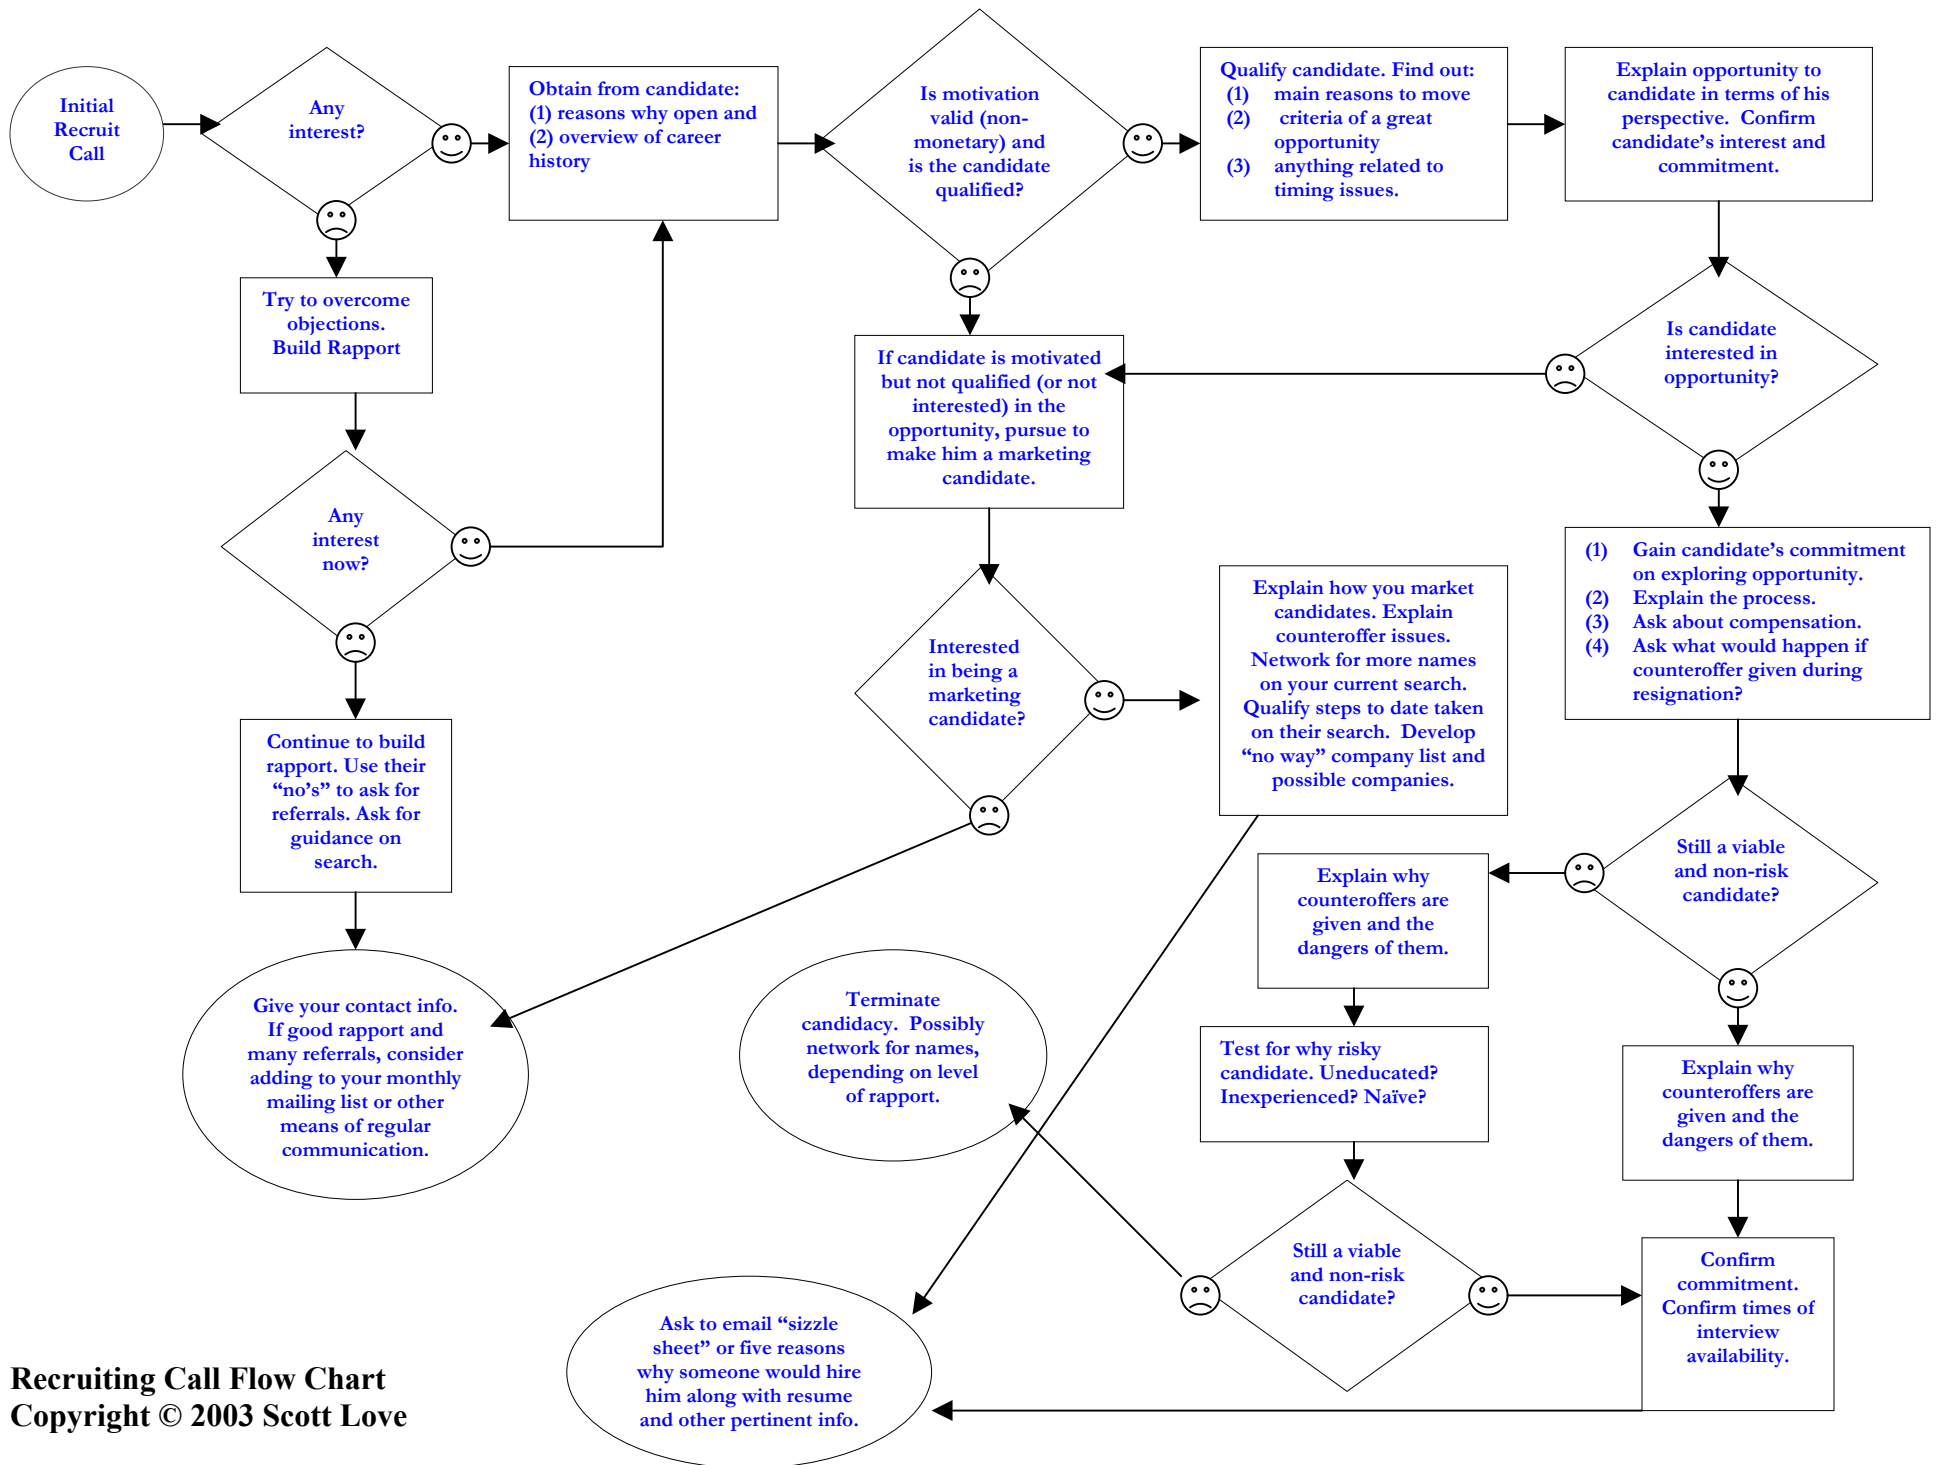 Initial
Recruit
Call
Any
interest?
Obtain from candidate:
(1) reasons why open and
(2) overview of career
history
Is motivation
valid (non-
monetary) and
is the candidate
qualified?
Qualify candidate. Find out:
(1) main reasons to move
(2) criteria of a great
opportunity
(3) anything related to
timing issues.
Explain opportunity to
candidate in terms of his
perspective. Confirm
candidate's interest and
commitment.
Try to overcome
objections.
Build Rapport
If candidate is motivated
but not qualified (or not
interested) in the
opportunity, pursue to
make him a marketing
candidate.
Is candidate
interested in
opportunity?
Any
interest
now?
Interested
in being a
marketing
candidate?
Explain how you market
candidates. Explain
counteroffer issues.
Network for more names
on your current search.
Qualify steps to date taken
on their search. Develop
“no way” company list and
possible companies.
(1) Gain candidate's commitment
on exploring opportunity.
(2) Explain the process.
(3) Ask about compensation.
(4) Ask what would happen if
counteroffer given during
resignation?
Continue to build
rapport. Use their
“no's” to ask for
referrals. Ask for
guidance on
search.
Explain why
counteroffers are
given and the
dangers of them.
Still a viable
and non-risk
candidate?
Give your contact info.
If good rapport and
many referrals, consider
adding to your monthly
mailing list or other
means of regular
communication.
Terminate
candidacy. Possibly
network for names,
depending on level
of rapport.
Test for why risky
candidate. Uneducated?
Inexperienced? Naïve?
Explain why
counteroffers are
given and the
dangers of them.
Still a viable
and non-risk
candidate?
Confirm
commitment.
Confirm times of
interview
availability.
Ask to email “sizzle
sheet” or five reasons
why someone would hire
him along with resume
and other pertinent info.
Recruiting Call Flow Chart
Copyright © 2003 Scott Love